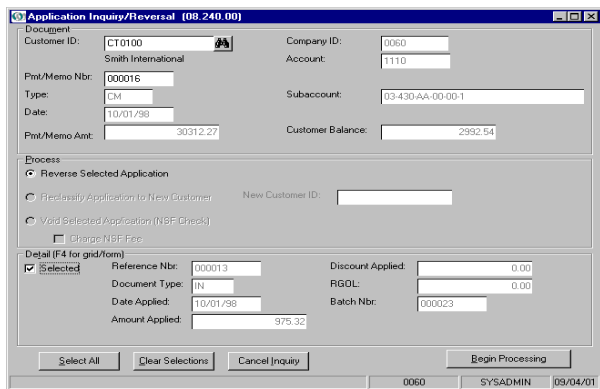 Application Inquiry/Reversal (08.240.00)
Document
Customer ID: CT0100 Company ID: 0060
Smith International Account: 1110
Pmt/Memo Nbr: 000016
Type: CM Subaccount: 03-430-AA-00-00-1
Date: 10/01/98
Pmt/Memo Amt: 30312.27 Customer Balance: 2992.54
Process
Reverse Selected Application
Reclassify Application to New Customer New Customer ID:
Void Selected Application (NSF Check)
Charge NSF Fee
Detail (F4 for grid/form)
Selected Reference Nbr: 000013 Discount Applied: 0.00
Document Type: IN RGOL: 0.00
Date Applied: 10/01/98 Batch Nbr: 000023
Amount Applied: 975.32
Select All Clear Selections Cancel Inquiry Begin Processing
0060 SYSADMIN 09/04/01